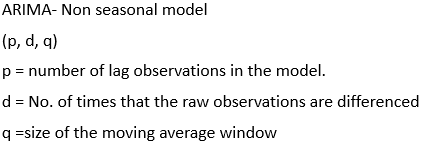 ARIMA- Non seasonal model
(p, d, q)
p = number of lag observations in the model.
d = No. of times that the raw observations are differenced
q =size of the moving average window